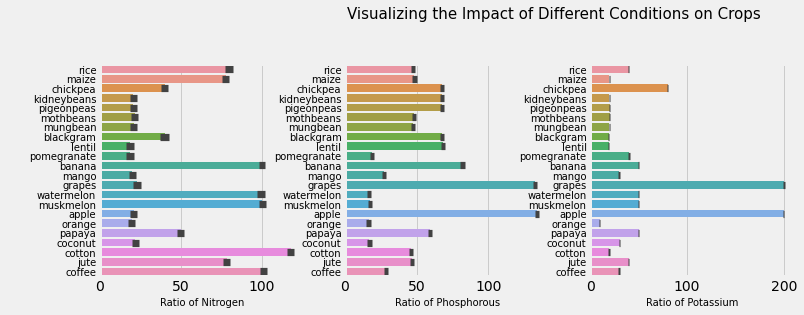 Visualizing the Impact of Different Conditions on Crops
rice
maize
chickpea
kidneybeans
pigeonpeas
mothbeans
mungbean
blackgram
lentil
pomegranate
banana
mango
grapes
watermelon
muskmelon
apple
orange
papaya
coconut
cotton
jute
coffee
0 50 100
Ratio of Nitrogen
rice
maize
chickpea
kidneybeans
pigeonpeas
mothbeans
mungbean
blackgram
lentil
pomegranate
banana
mango
grapes
watermelon
muskmelon
apple
orange
papaya
coconut
cotton
jute
coffee
0 50 100
Ratio of Phosphorous
rice
maize
chickpea
kidneybeans
pigeonpeas
mothbeans
mungbean
blackgram
lentil
pomegranate
banana
mango
grapes
watermelon
muskmelon
apple
orange
papaya
coconut
cotton
jute
coffee
0 100 200
Ratio of Potassium